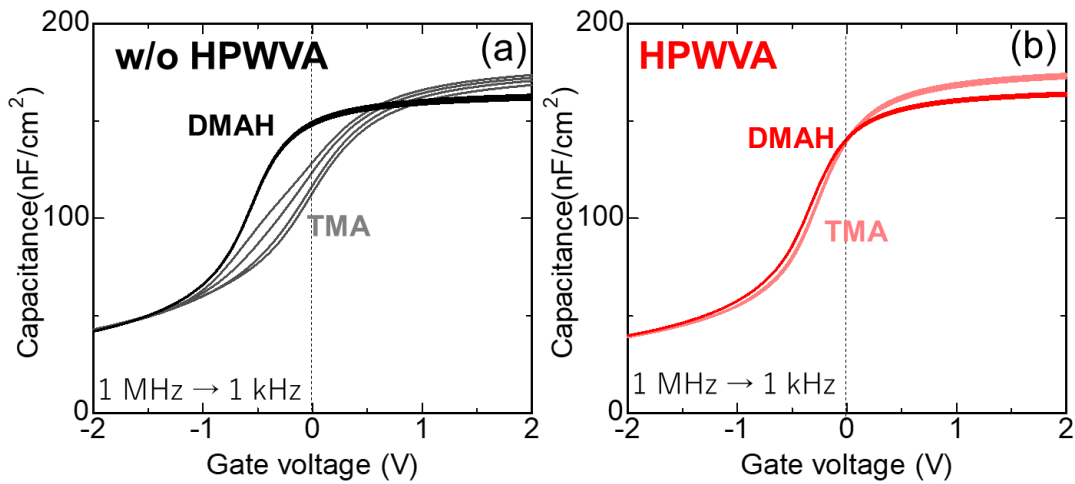 w/o HPWVA
(a)
DMAH
TMA
1 MHz → 1 kHz
Capacitance(nF/cm²)
200
100
0
-2
-1
0
1
2
Gate voltage (V)
HPWVA
(b)
DMAH
TMA
1 MHz → 1 kHz
Capacitance(nF/cm²)
200
100
0
-2
-1
0
1
2
Gate voltage (V)